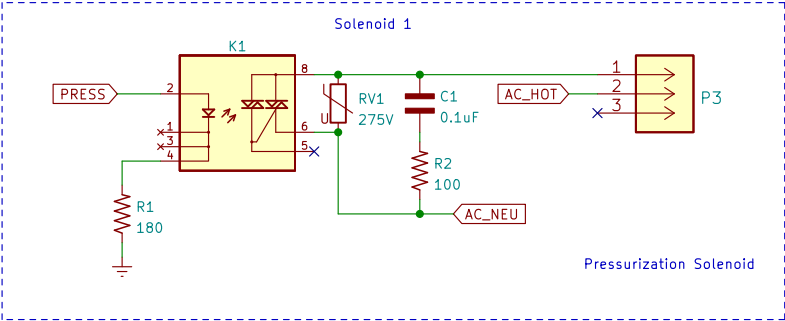 Solenoid 1
K1
PRESS
2
1
3
4
8
6
5
RV1
275V
U
C1
0.1uF
R2
100
AC_HOT
1
2
3
P3
R1
180
AC_NEU
Pressurization Solenoid